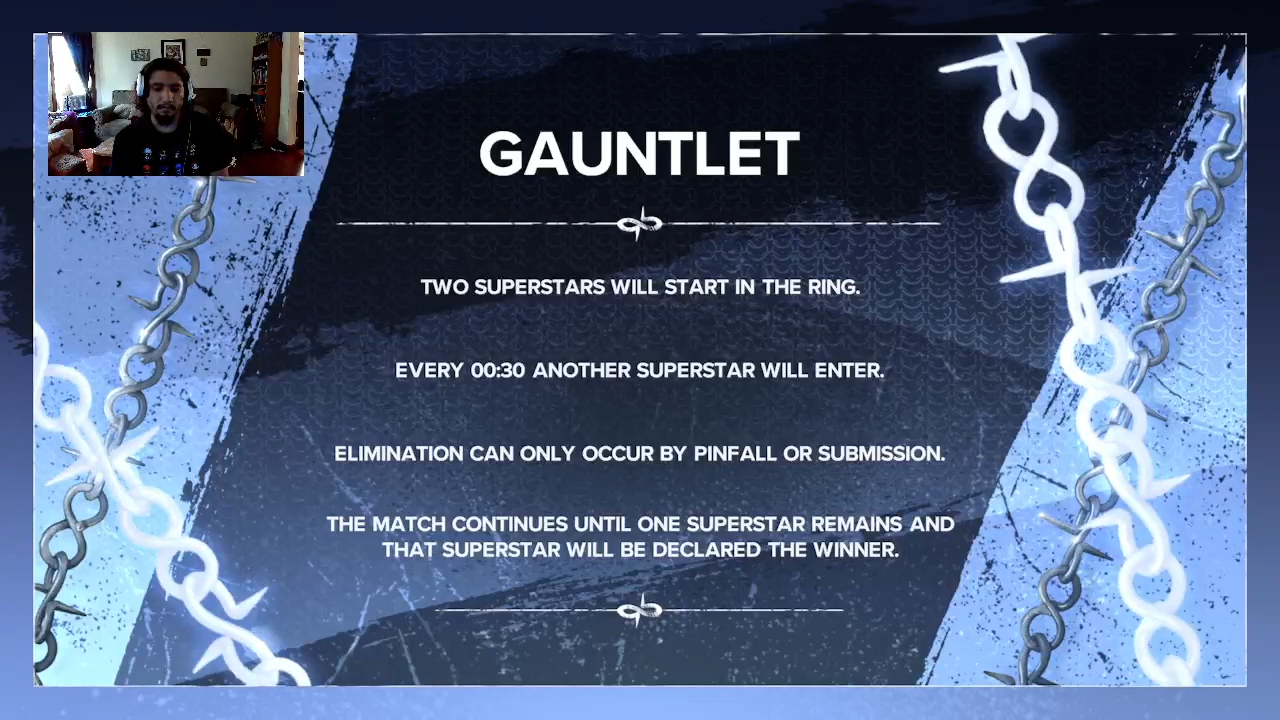 GAUNTLET
TWO SUPERSTARS WILL START IN THE RING.
EVERY 00:30 ANOTHER SUPERSTAR WILL ENTER.
ELIMINATION CAN ONLY OCCUR BY PINFALL OR SUBMISSION.
THE MATCH CONTINUES UNTIL ONE SUPERSTAR REMAINS AND
THAT SUPERSTAR WILL BE DECLARED THE WINNER.